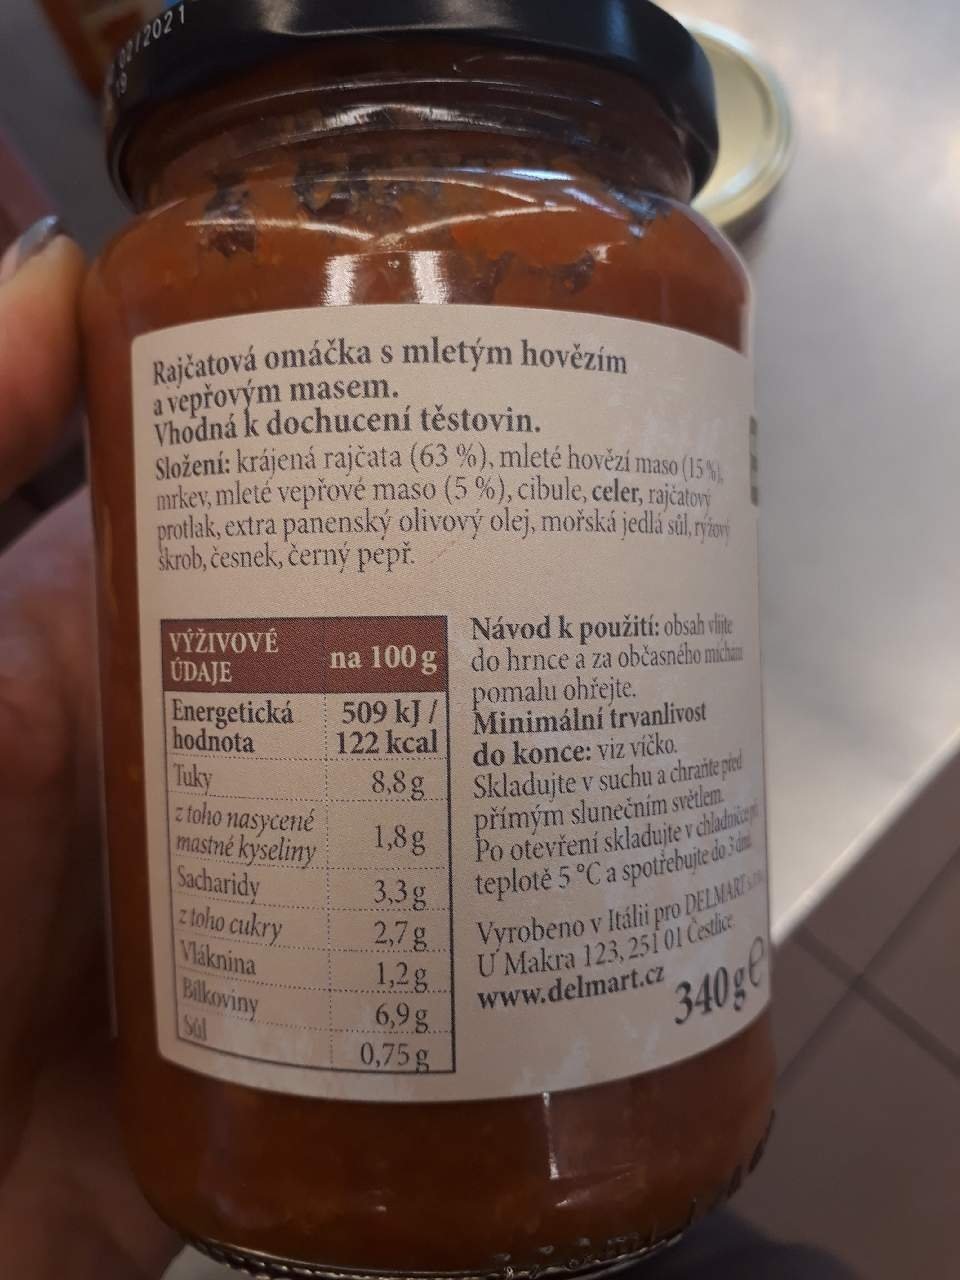 /2021
Rajčatová omáčka s mletým hovězím
a vepřovým masem.
Vhodná k dochucení těstovin.
Složení: krájená rajčata (63 %), mleté hovězí maso (15 %),
mrkev, mleté vepřové maso (5 %), cibule, celer, rajčatový
protlak, extra panenský olivový olej, mořská jedlá sůl, rýžový
škrob, česnek, černý pepř.
VÝŽIVOVÉ
ÚDAJE
na 100 g
Energetická hodnota 509 kJ /
122 kcal
Tuky 8,8 g
z toho nasycené
mastné kyseliny 1,8 g
Sacharidy 3,3 g
z toho cukry 2,7 g
Vláknina 1,2 g
Bílkoviny 6,9 g
Sůl 0,75 g
Návod k použití: obsah vlijte
do hrnce a za občasného míchání
pomalu ohřejte.
Minimální trvanlivost
do konce: viz víčko.
Skladujte v suchu a chraňte před
přímým slunečním světlem.
Po otevření skladujte v chladničce při
teplotě 5 °C a spotřebujte do 3 dnů.
Vyrobeno v Itálii pro DELMART
U Makra 123, 251 01 Čestlice
www.delmart.cz
340 g e